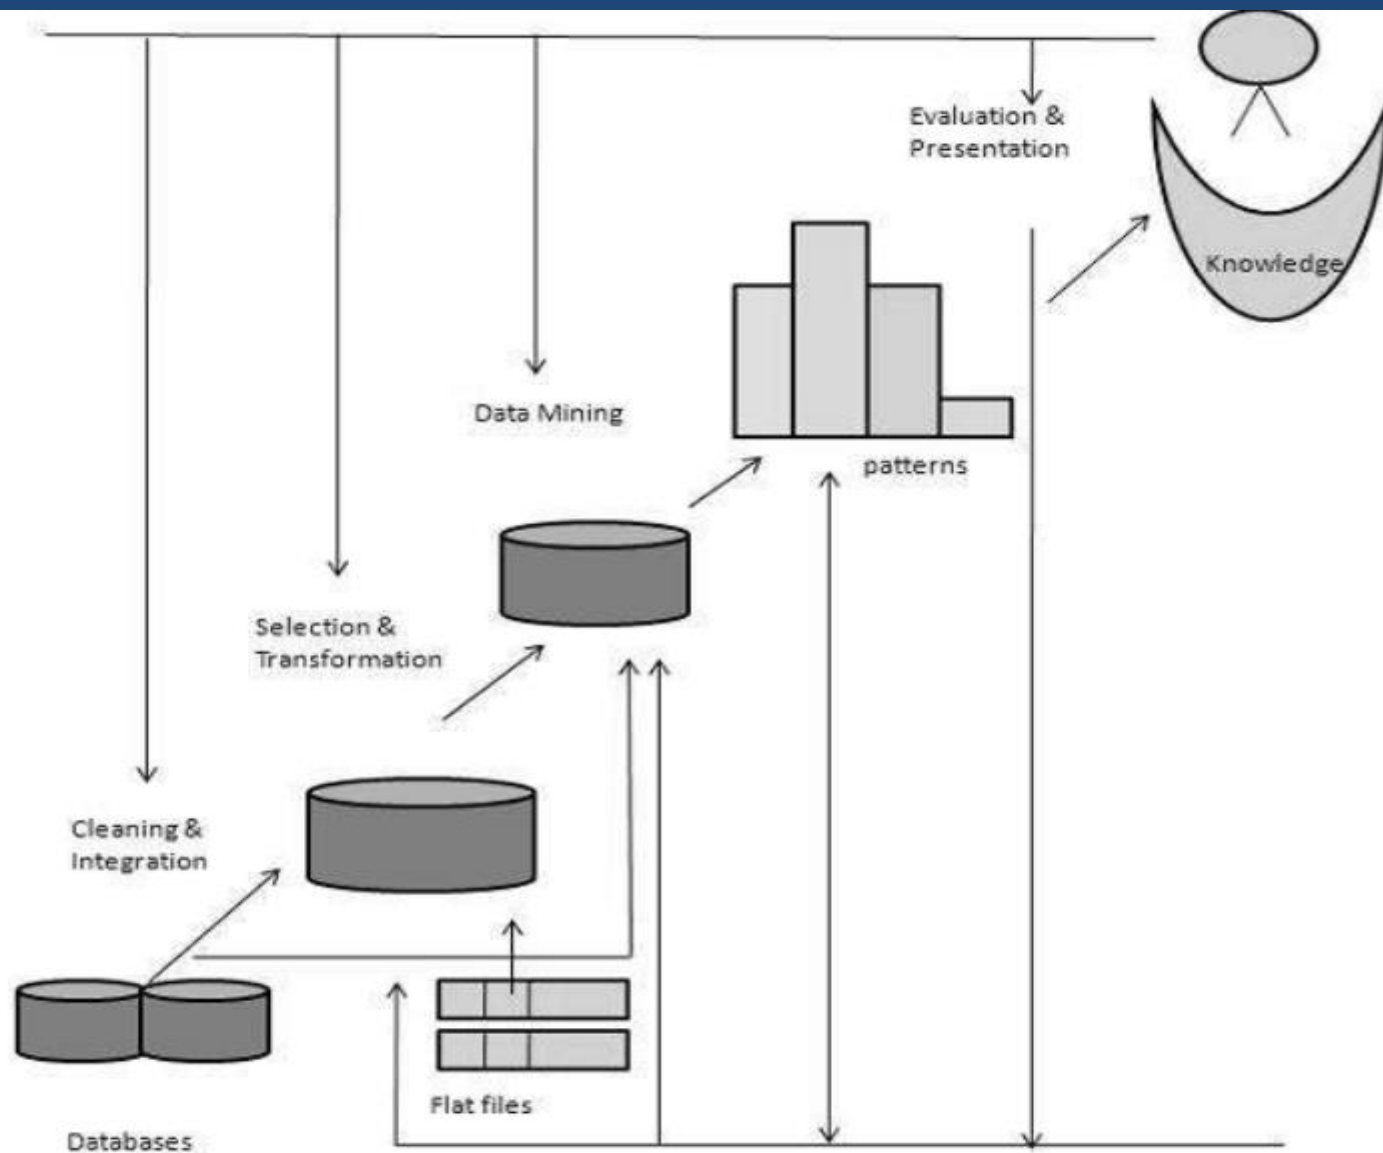 Evaluation &
Presentation
Knowledge
Data Mining
patterns
Selection &
Transformation
Cleaning &
Integration
Flat files
Databases